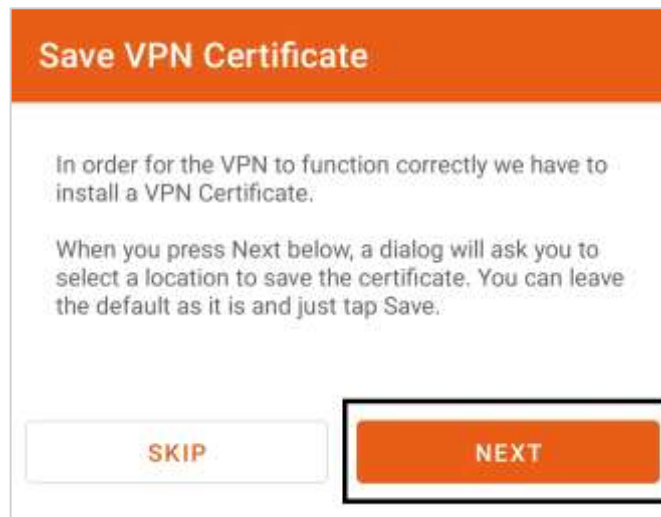 Save VPN Certificate
In order for the VPN to function correctly we have to
install a VPN Certificate.
When you press Next below, a dialog will ask you to
select a location to save the certificate. You can leave
the default as it is and just tap Save.
SKIP
NEXT